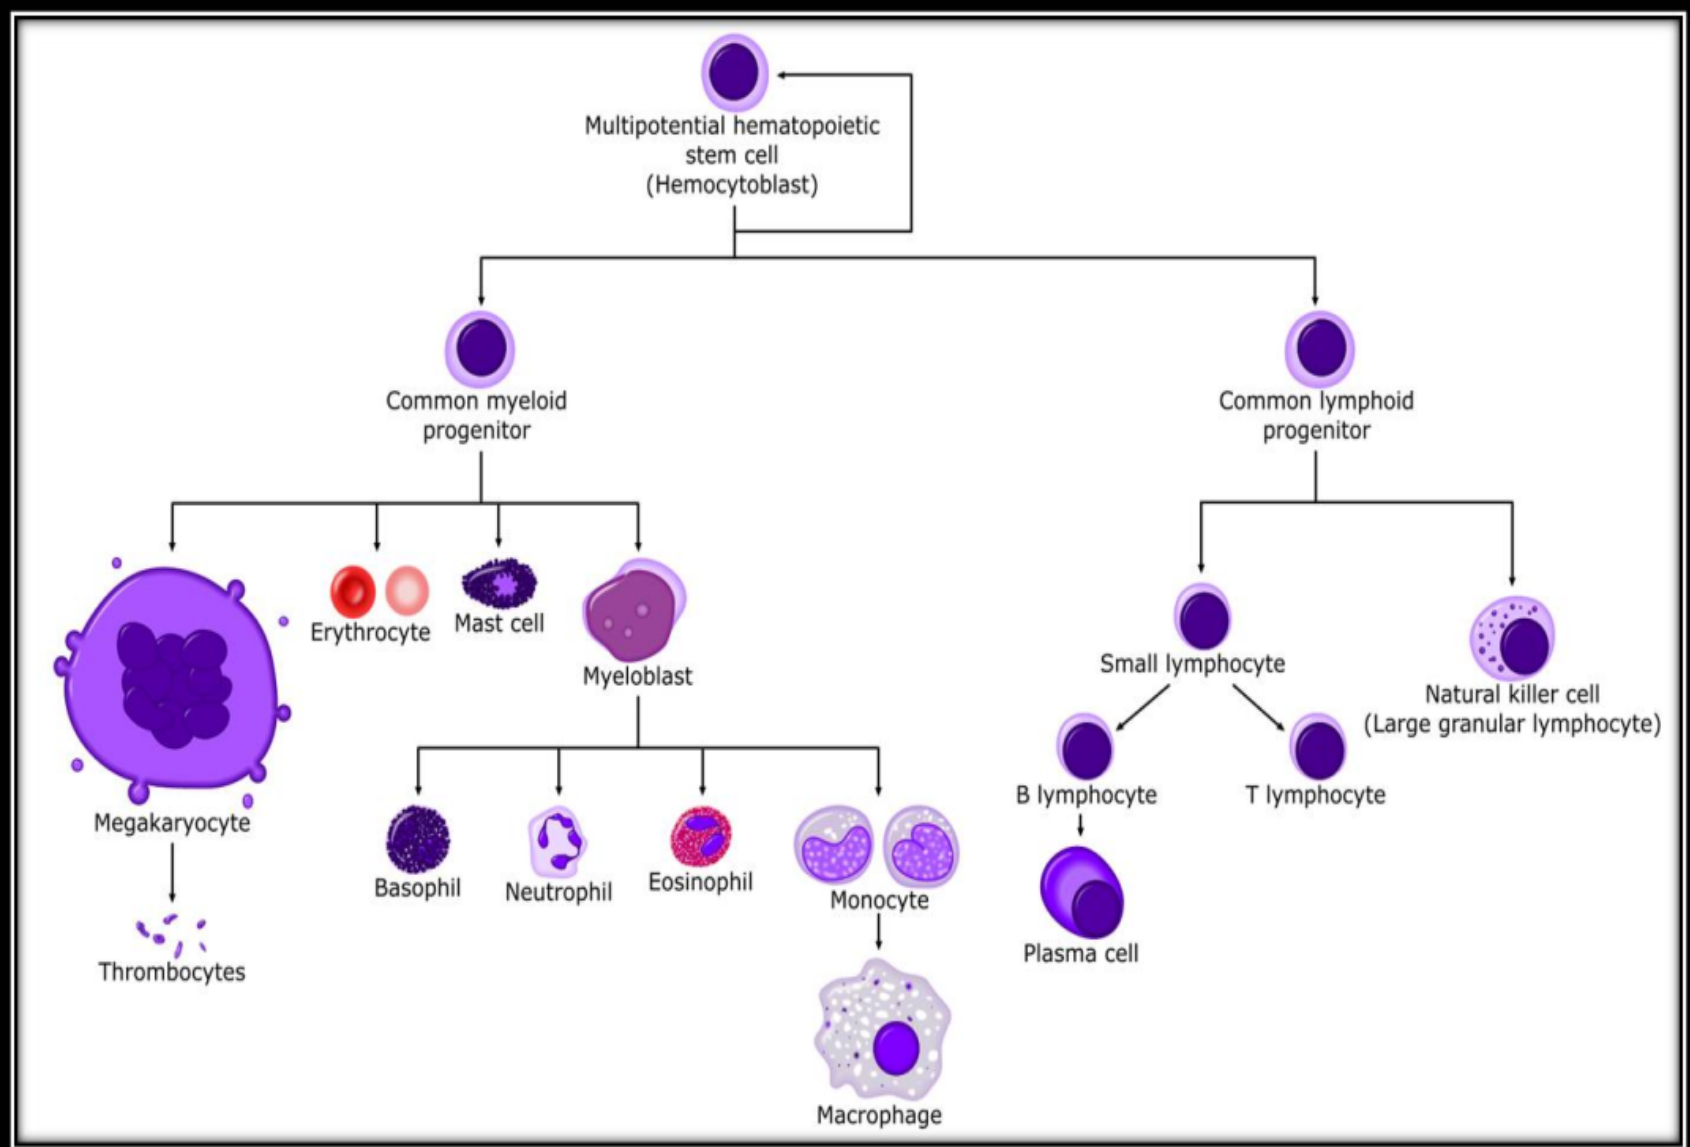 Multipotential hematopoietic
stem cell
(Hemocytoblast)
Common myeloid
progenitor
Common lymphoid
progenitor
Erythrocyte
Mast cell
Myeloblast
Small lymphocyte
Natural killer cell
(Large granular lymphocyte)
Megakaryocyte
B lymphocyte
T lymphocyte
Basophil
Neutrophil
Eosinophil
Monocyte
Plasma cell
Thrombocytes
Macrophage